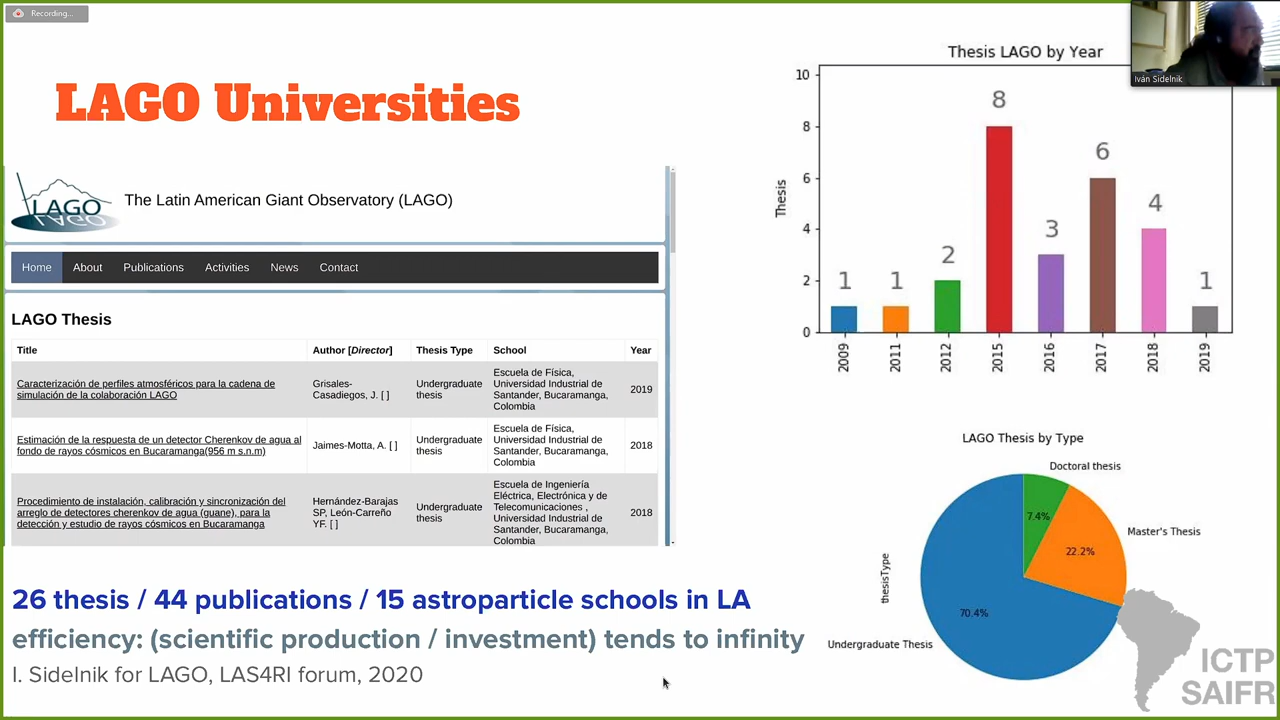 Recording...
LAGO Universities
LAGO
The Latin American Giant Observatory (LAGO)
Home About Publications Activities News Contact
LAGO Thesis
Title Author [Director] Thesis Type School Year
Caracterización de perfiles atmosféricos para la cadena de
simulación de la colaboración LAGO
Grisales-
Casadiegos, J. [ ]
Undergraduate
thesis
Escuela de Física,
Universidad Industrial de
Santander, Bucaramanga,
Colombia
2019
Estimación de la respuesta de un detector Cherenkov de agua al
fondo de rayos cósmicos en Bucaramanga(956 m s.n.m)
Jaimes-Motta, A. [ ]
Undergraduate
thesis
Escuela de Física,
Universidad Industrial de
Santander, Bucaramanga,
Colombia
2018
Procedimiento de instalación, calibración y sincronización del
arreglo de detectores cherenkov de agua (guane), para la
detección y estudio de rayos cósmicos en Bucaramanga
Hernández-Barajas
SP, León-Carreño
YF. [ ]
Undergraduate
thesis
Escuela de Ingeniería
Eléctrica, Electrónica y de
Telecomunicaciones ,
Universidad Industrial de
Santander, Bucaramanga,
Colombia
2018
26 thesis / 44 publications / 15 astroparticle schools in LA
efficiency: (scientific production / investment) tends to infinity
I. Sidelnik for LAGO, LAS4RI forum, 2020
Thesis LAGO by Year
Thesis
10
8
6
4
2
0
1 1 2 8 3 6 4 1
2009 2011 2012 2015 2016 2017 2018 2019
Iván Sidelnik
LAGO Thesis by Type
thesisType
Doctoral thesis
7.4%
Master's Thesis
22.2%
70.4%
Undergraduate Thesis
ICTP
SAIFR